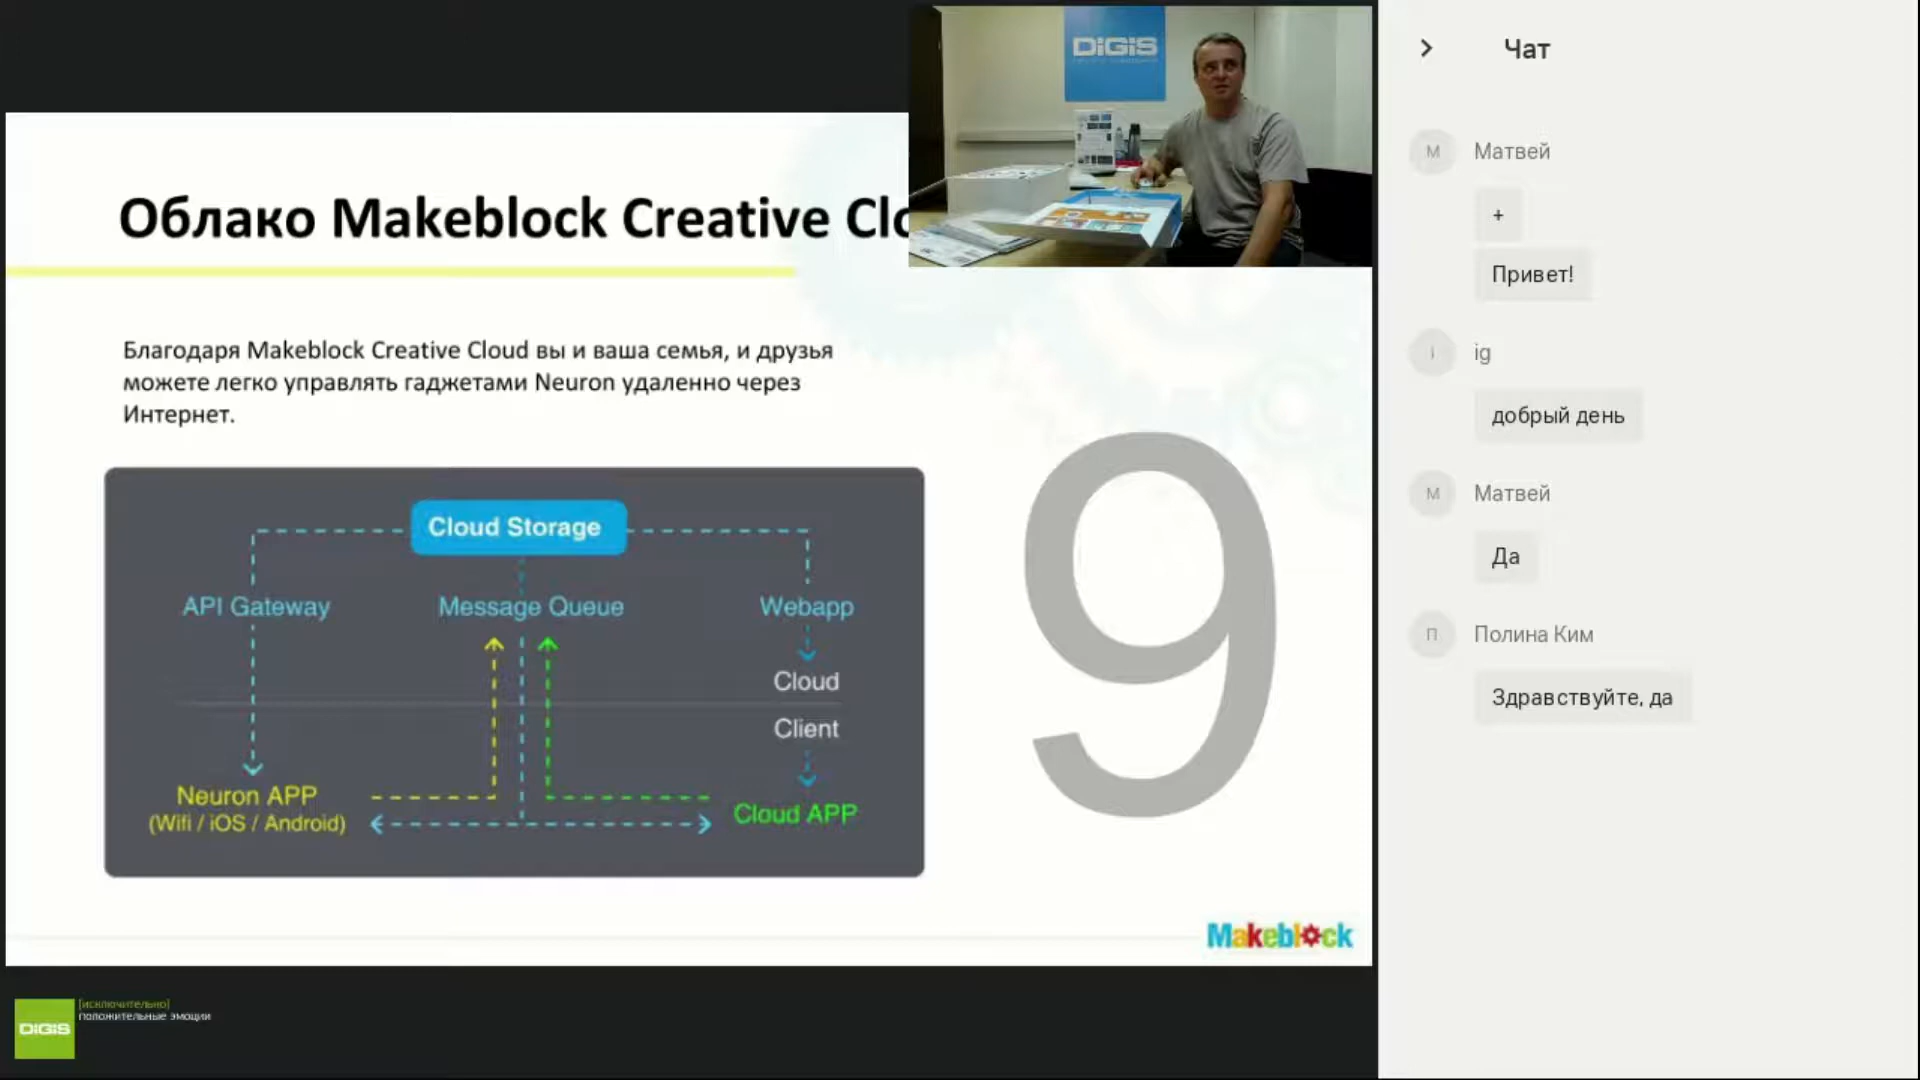 DIGIS
Облако Makeblock Creative Clo
Благодаря Makeblock Creative Cloud вы и ваша семья, и друзья
можете легко управлять гаджетами Neuron удаленно через
Интернет.
Cloud Storage
API Gateway
Message Queue
Webapp
Cloud
Client
Neuron APP
(Wifi / iOS / Android)
Cloud APP
9
Makeblock
DIGIS
[исключительно]
положительные эмоции
Чат
М
Матвей
+
Привет!
i
ig
добрый день
М
Матвей
Да
П
Полина Ким
Здравствуйте, да